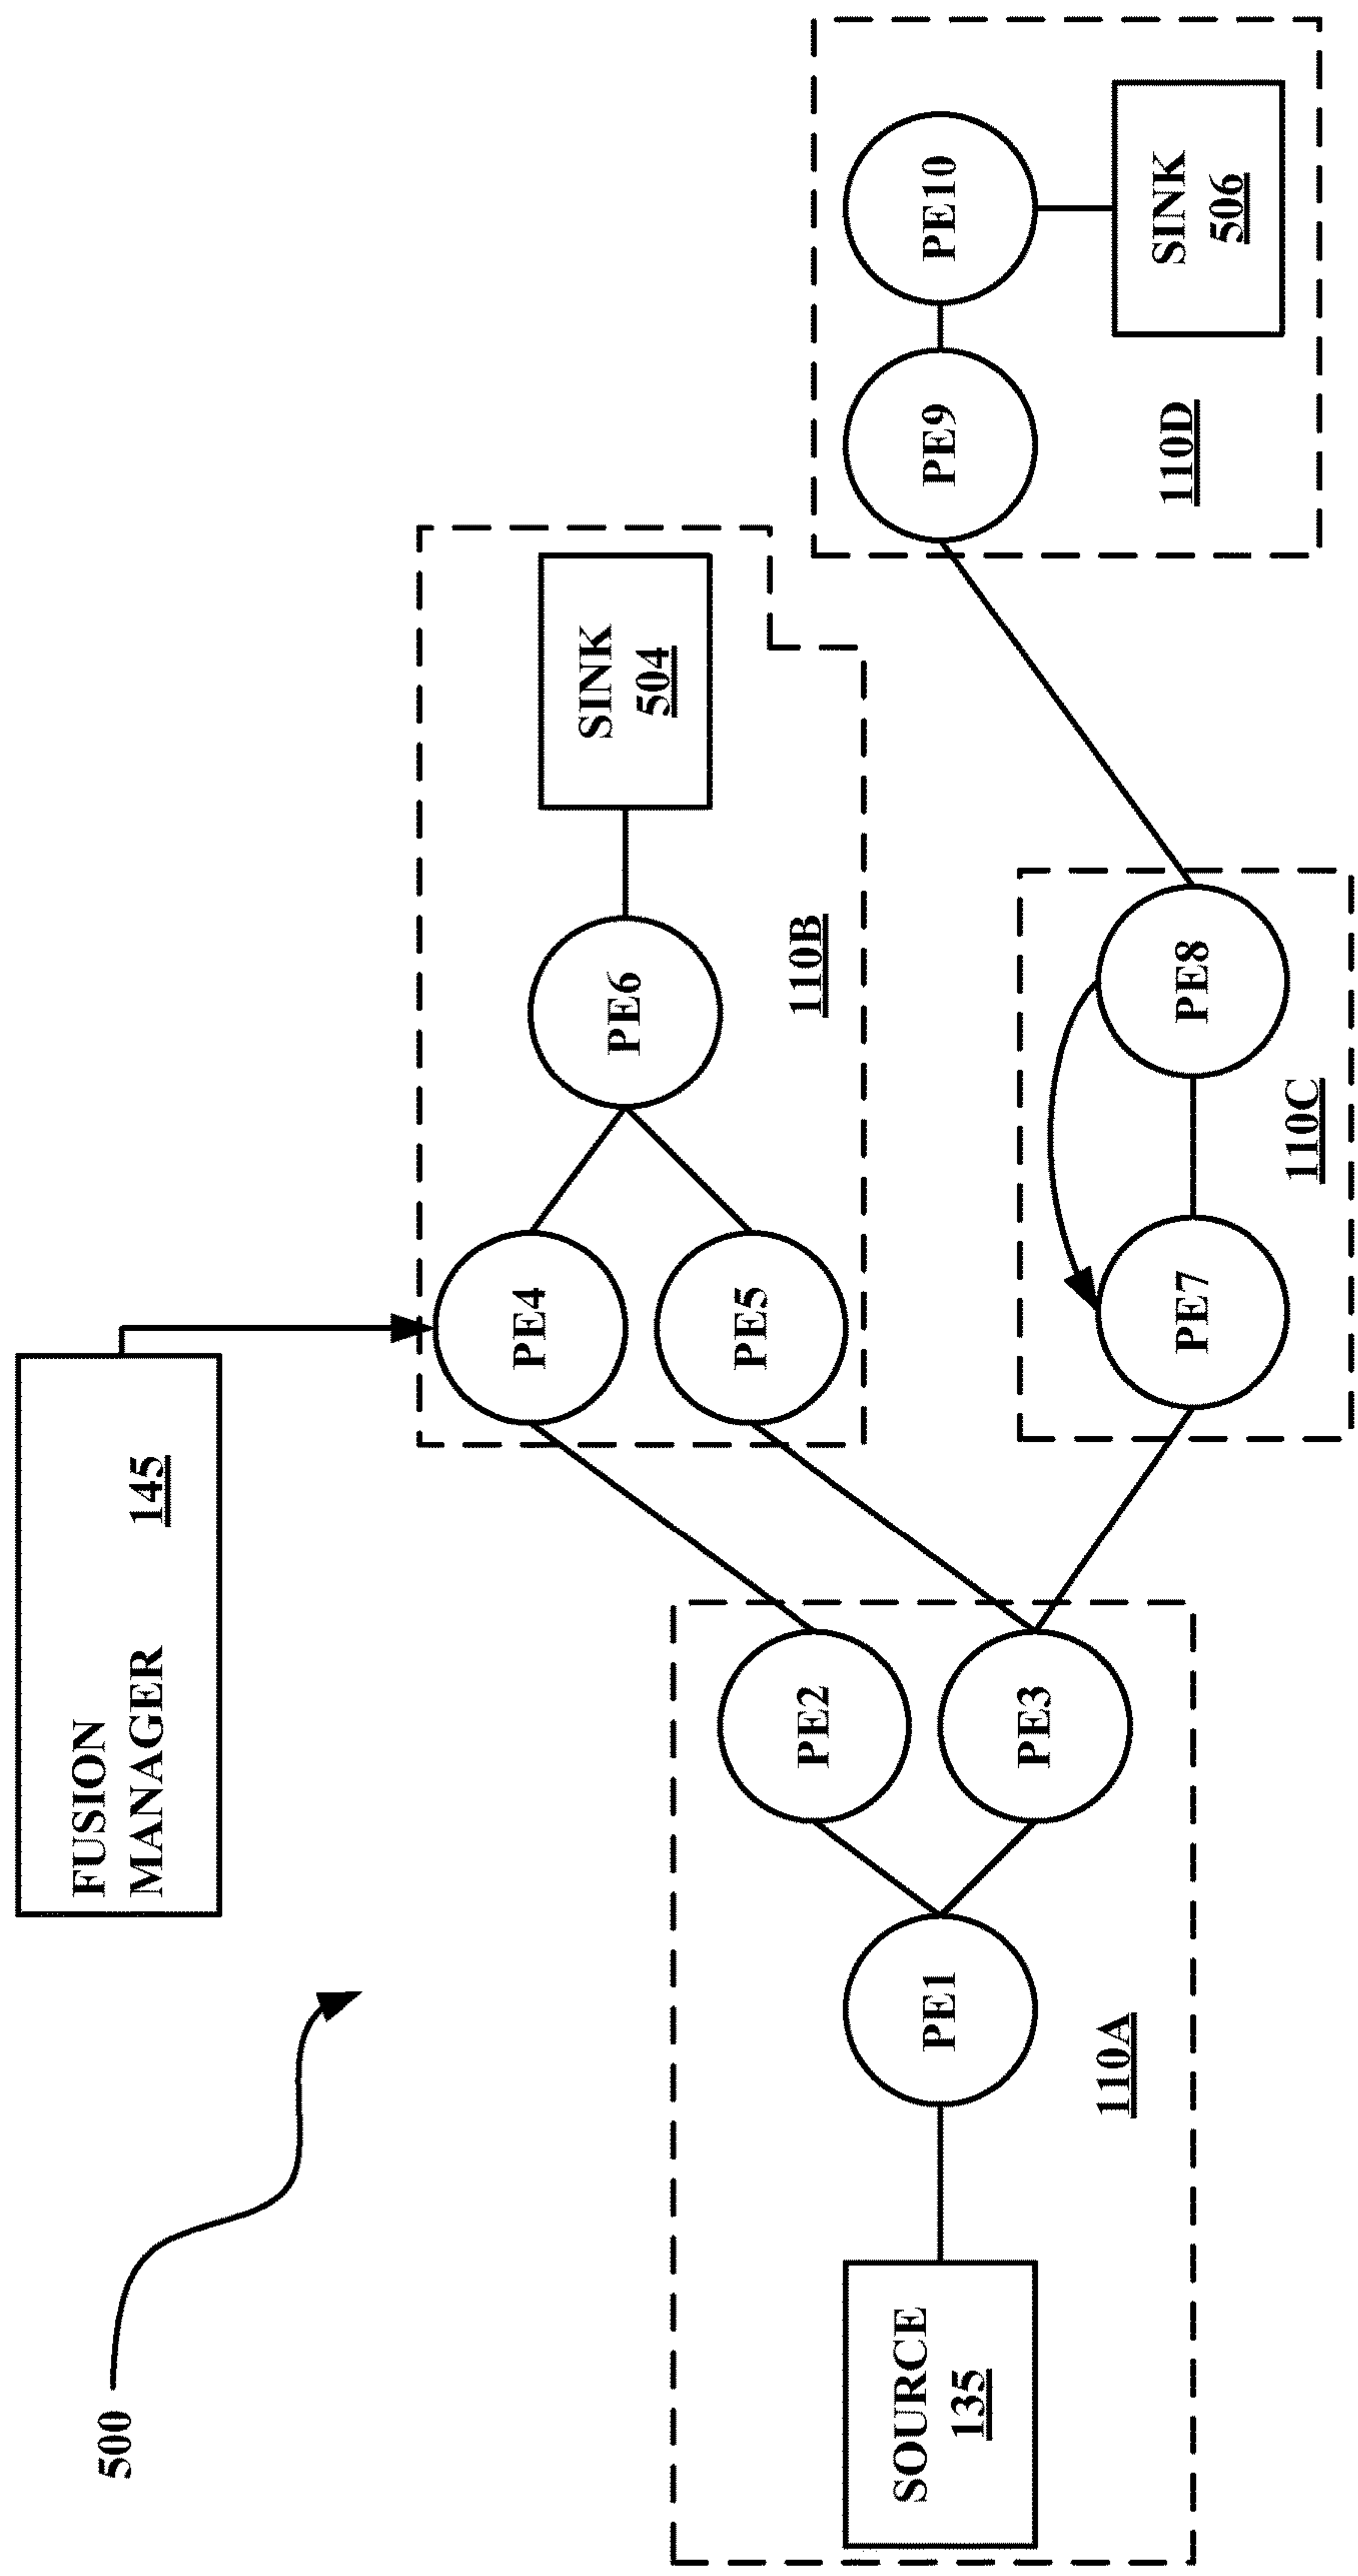 500
FUSION
MANAGER 145
SOURCE
135
110A
PE1
PE2
PE3
PE4
PE5
PE6
SINK
504
110B
PE7
PE8
110C
PE9
PE10
SINK
506
110D